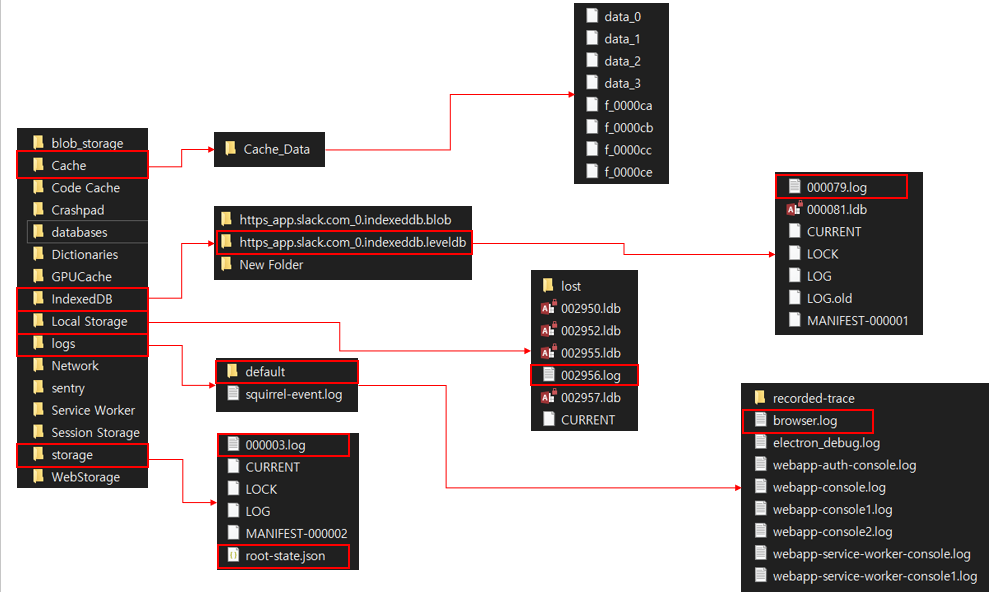 blob_storage
Cache
Code Cache
Crashpad
databases
Dictionaries
GPUCache
IndexedDB
Local Storage
logs
Network
sentry
Service Worker
Session Storage
storage
WebStorage
Cache_Data
data_0
data_1
data_2
data_3
f_0000ca
f_0000cb
f_0000cc
f_0000ce
https_app.slack.com_0.indexeddb.blob
https_app.slack.com_0.indexeddb.leveldb
New Folder
000079.log
000081.ldb
CURRENT
LOCK
LOG
LOG.old
MANIFEST-000001
lost
002950.ldb
002952.ldb
002955.ldb
002956.log
002957.ldb
CURRENT
default
squirrel-event.log
recorded-trace
browser.log
electron_debug.log
webapp-auth-console.log
webapp-console.log
webapp-console1.log
webapp-console2.log
webapp-service-worker-console.log
webapp-service-worker-console1.log
000003.log
CURRENT
LOCK
LOG
MANIFEST-000002
root-state.json